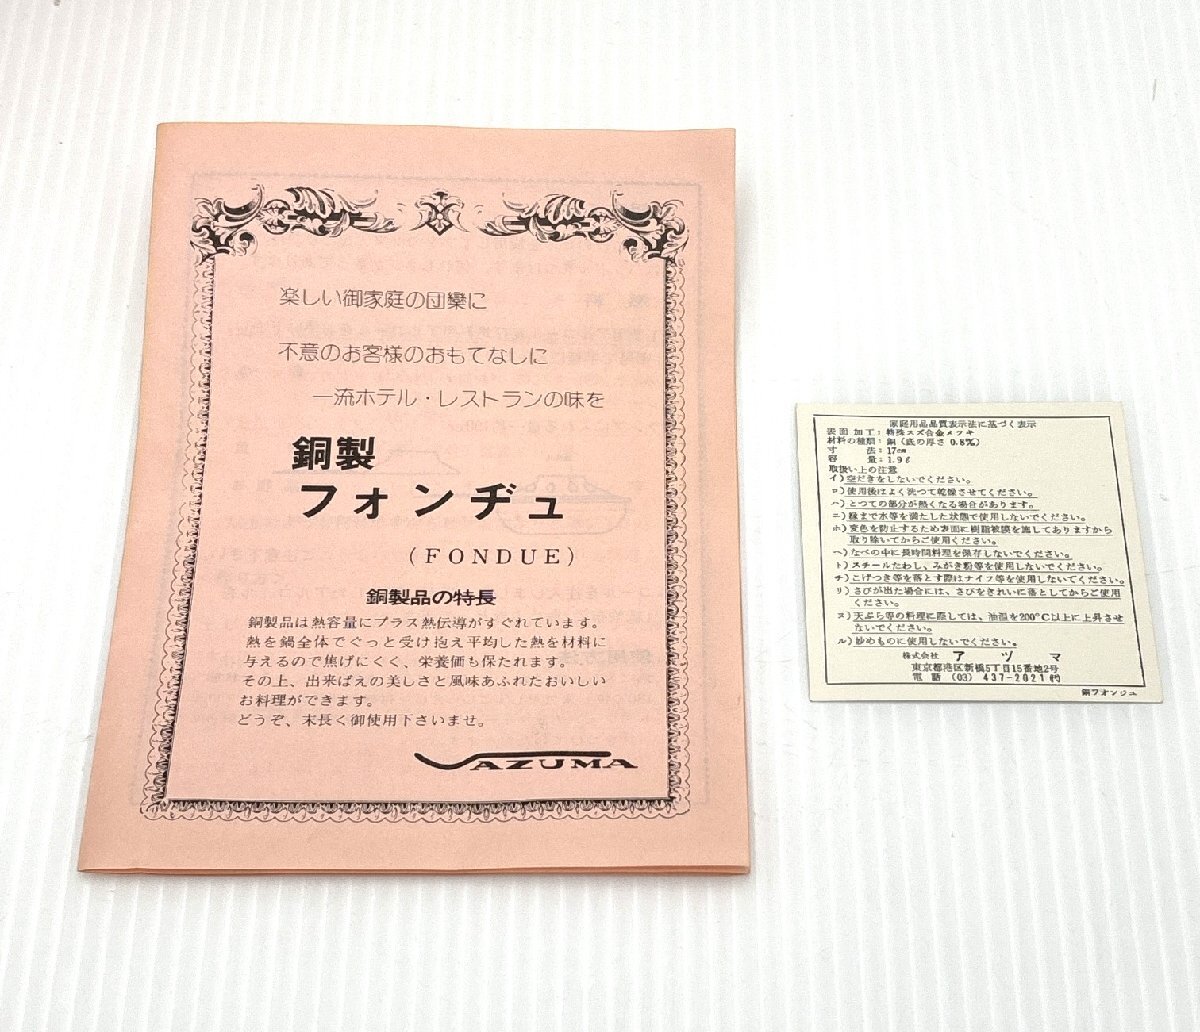 楽しい御家庭の団欒に
不意のお客様のおもてなしに
一流ホテル・レストランの味を
銅製
フォンヂュ
(FONDUE)
銅製品の特長
銅製品は熱容量にプラス熱伝導がすぐれています。
熱を鍋全体でぐっと受け抱え平均した熱を材料に
与えるので焦げにくく、栄養価も保たれます。
その上、出来ばえの美しさと風味あふれたおいしい
お料理ができます。
どうぞ、末長く御使用下さいませ。
AZUMA
家庭用品品質表示法に基づく表示
表面加工:特殊スズ合金メツキ
材料の種類:銅(底の厚さ 0.8%)
寸法:17cm
容量:1.9ℓ
取扱い上の注意
イ)空だきをしないでください。
ロ)使用後はよく洗つて乾燥させてください。
ハ)とつての部分が熱くなる場合があります。
ニ)縁まで水等を満たした状態で使用しないでください。
ホ)変色を防止するため表面に樹脂被膜を施してありますから
取り除いてからご使用ください。
ヘ)なべの中に長時間料理を保存しないでください。
ト)スチールたわし、みがき粉等を使用しないでください。
チ)こげつき等を落とす際はナイフ等を使用しないでください。
リ)さびが出た場合には、さびをきれいに落としてからご使用
ください。
ヌ)天ぷら等の料理に際しては、油温を200℃以上に上昇させ
ないでください。
ル)炒めものに使用しないでください。
株式会社 アヅマ
東京都港区新橋5丁目15番地2号
電話 (03) 437-2021㈹
銅フオンジユ